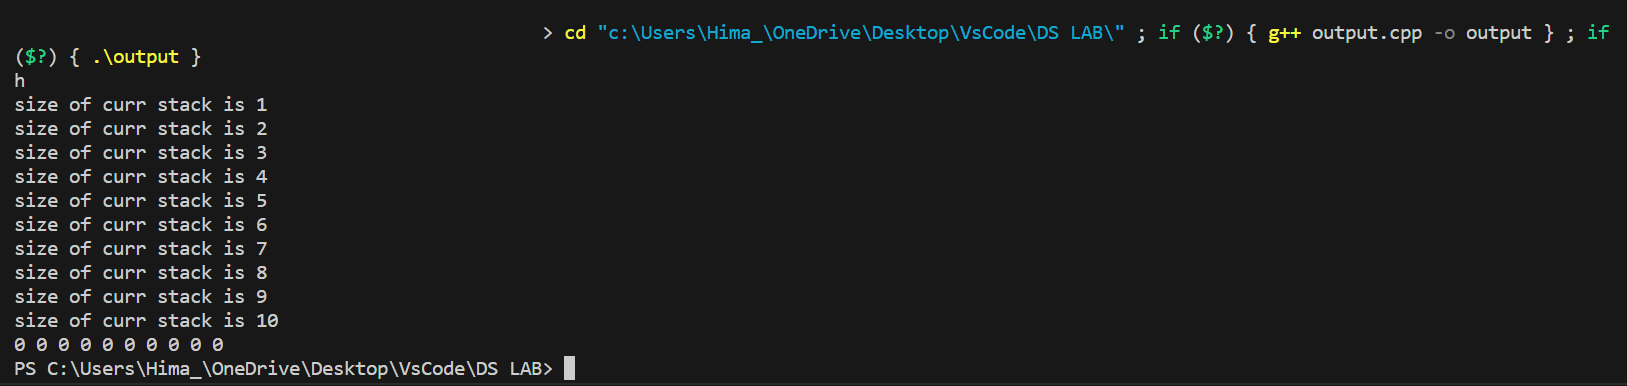 > cd "c:\Users\Hima_\OneDrive\Desktop\VsCode\DS LAB\" ; if ($?) { g++ output.cpp -o output } ; if
($?) { .\output }
h
size of curr stack is 1
size of curr stack is 2
size of curr stack is 3
size of curr stack is 4
size of curr stack is 5
size of curr stack is 6
size of curr stack is 7
size of curr stack is 8
size of curr stack is 9
size of curr stack is 10
0 0 0 0 0 0 0 0 0 0
PS C:\Users\Hima_\OneDrive\Desktop\VsCode\DS LAB>